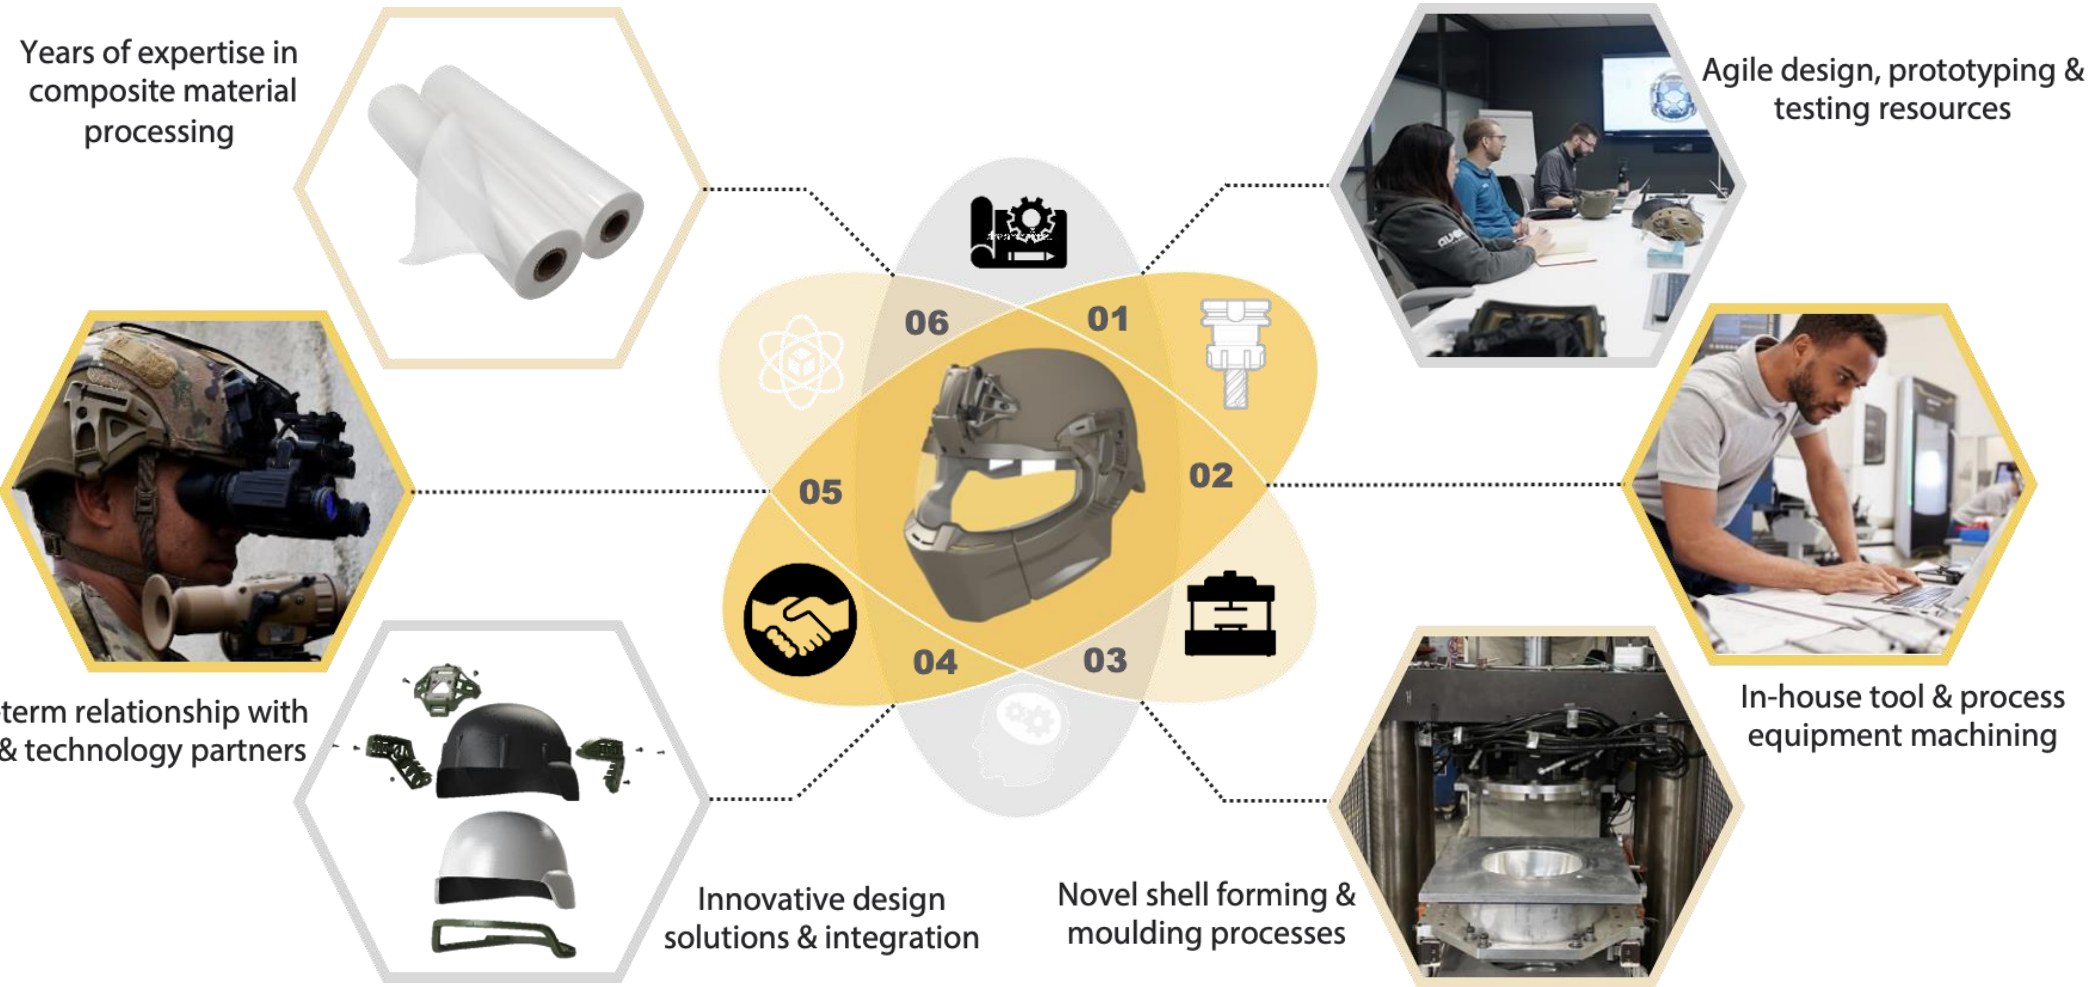 Years of expertise in
composite material
processing
Agile design, prototyping &
testing resources
06
01
05
02
04
03
term relationship with
& technology partners
In-house tool & process
equipment machining
Innovative design
solutions & integration
Novel shell forming &
moulding processes